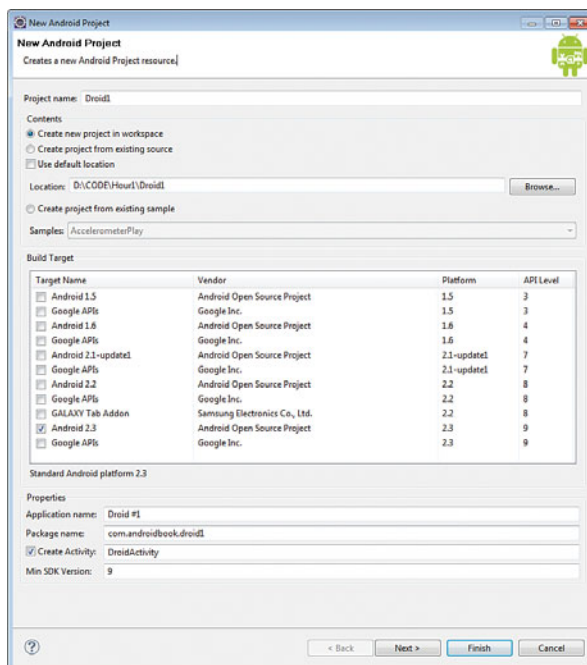 New Android Project
New Android Project
Creates a new Android Project resource.
Project name: Droid1
Contents
Create new project in workspace
Create project from existing source
Use default location
Location: D:\CODE\Hour1\Droid1 Browse...
Create project from existing sample
Samples: AccelerometerPlay
Build Target
Target Name Vendor Platform API Level
Android 1.5 Android Open Source Project 1.5 3
Google APIs Google Inc. 1.5 3
Android 1.6 Android Open Source Project 1.6 4
Google APIs Google Inc. 1.6 4
Android 2.1-update1 Android Open Source Project 2.1-update1 7
Google APIs Google Inc. 2.1-update1 7
Android 2.2 Android Open Source Project 2.2 8
Google APIs Google Inc. 2.2 8
GALAXY Tab Addon Samsung Electronics Co., Ltd. 2.2 8
Android 2.3 Android Open Source Project 2.3 9
Google APIs Google Inc. 2.3 9
Standard Android platform 2.3
Properties
Application name: Droid #1
Package name: com.androidbook.droid1
Create Activity: DroidActivity
Min SDK Version: 9
? < Back Next > Finish Cancel